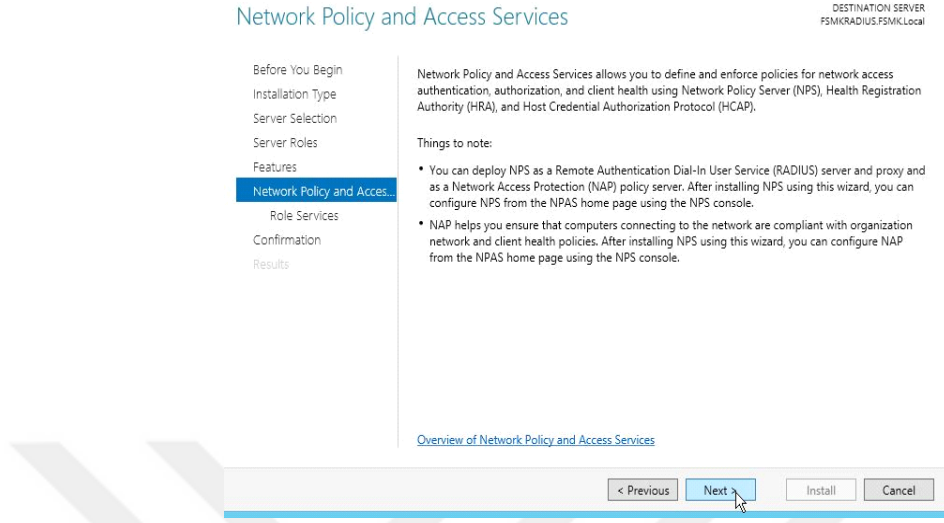 Network Policy and Access Services
DESTINATION SERVER
FSMKRADIUS.FSMK.Local
Before You Begin
Installation Type
Server Selection
Server Roles
Features
Network Policy and Acces...
Role Services
Confirmation
Results
Network Policy and Access Services allows you to define and enforce policies for network access
authentication, authorization, and client health using Network Policy Server (NPS), Health Registration
Authority (HRA), and Host Credential Authorization Protocol (HCAP).
Things to note:
• You can deploy NPS as a Remote Authentication Dial-In User Service (RADIUS) server and proxy and
as a Network Access Protection (NAP) policy server. After installing NPS using this wizard, you can
configure NPS from the NPAS home page using the NPS console.
• NAP helps you ensure that computers connecting to the network are compliant with organization
network and client health policies. After installing NPS using this wizard, you can configure NAP
from the NPAS home page using the NPS console.
Overview of Network Policy and Access Services
< Previous
Next >
Install
Cancel